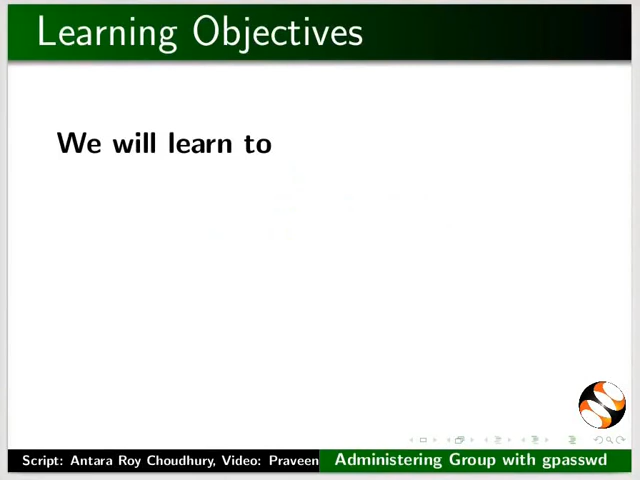 Learning Objectives
We will learn to
Script: Antara Roy Choudhury, Video: Praveen
Administering Group with gpasswd